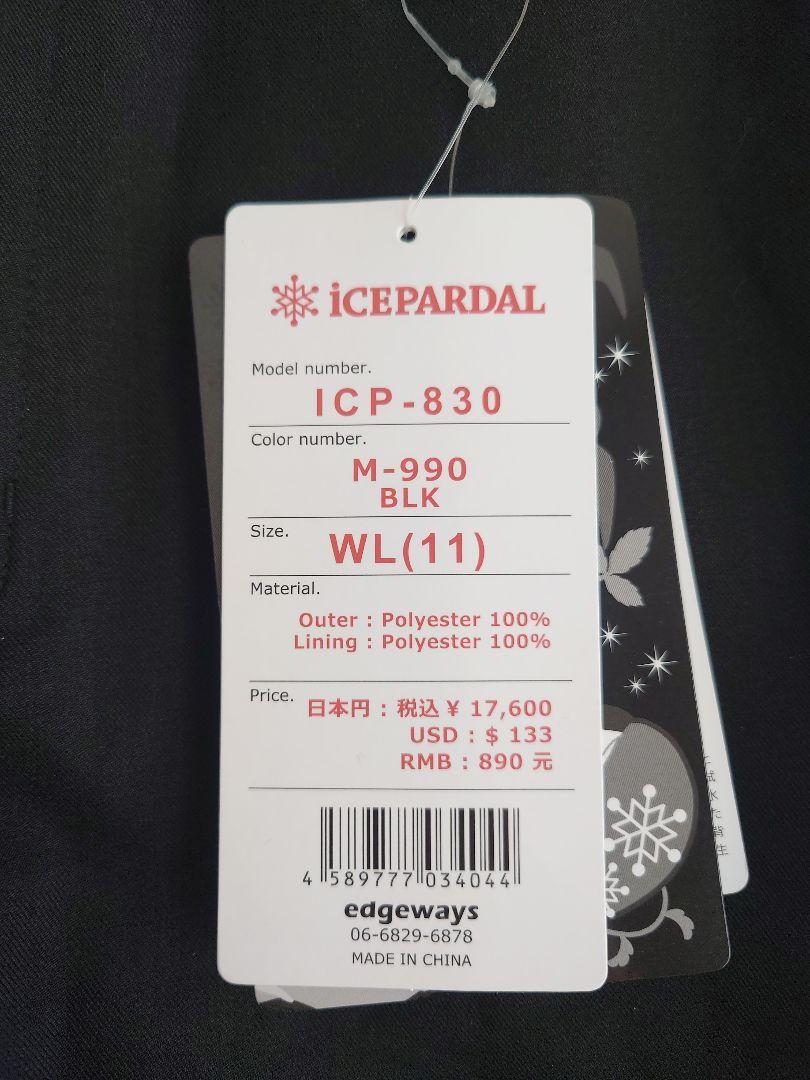 iCEPARDAL
Model number.
ICP-830
Color number.
M-990
BLK
Size.
WL(11)
Material.
Outer : Polyester 100%
Lining : Polyester 100%
Price.
日本円 : 税込 ¥ 17,600
USD : $ 133
RMB : 890 元
4 589777 034044
edgeways
06-6829-6878
MADE IN CHINA